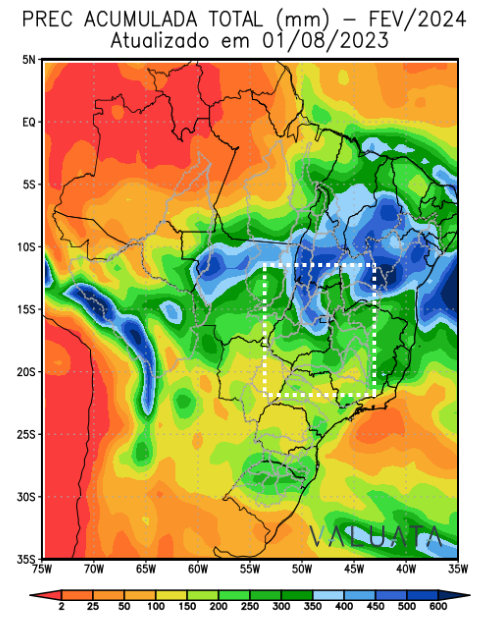 PREC ACUMULADA TOTAL (mm) – FEV/2024
Atualizado em 01/08/2023
5N
EQ
5S
10S
15S
20S
25S
30S
35S
VALUATA
75W 70W 65W 60W 55W 50W 45W 40W 35W
2 25 50 100 150 200 250 300 350 400 450 500 600